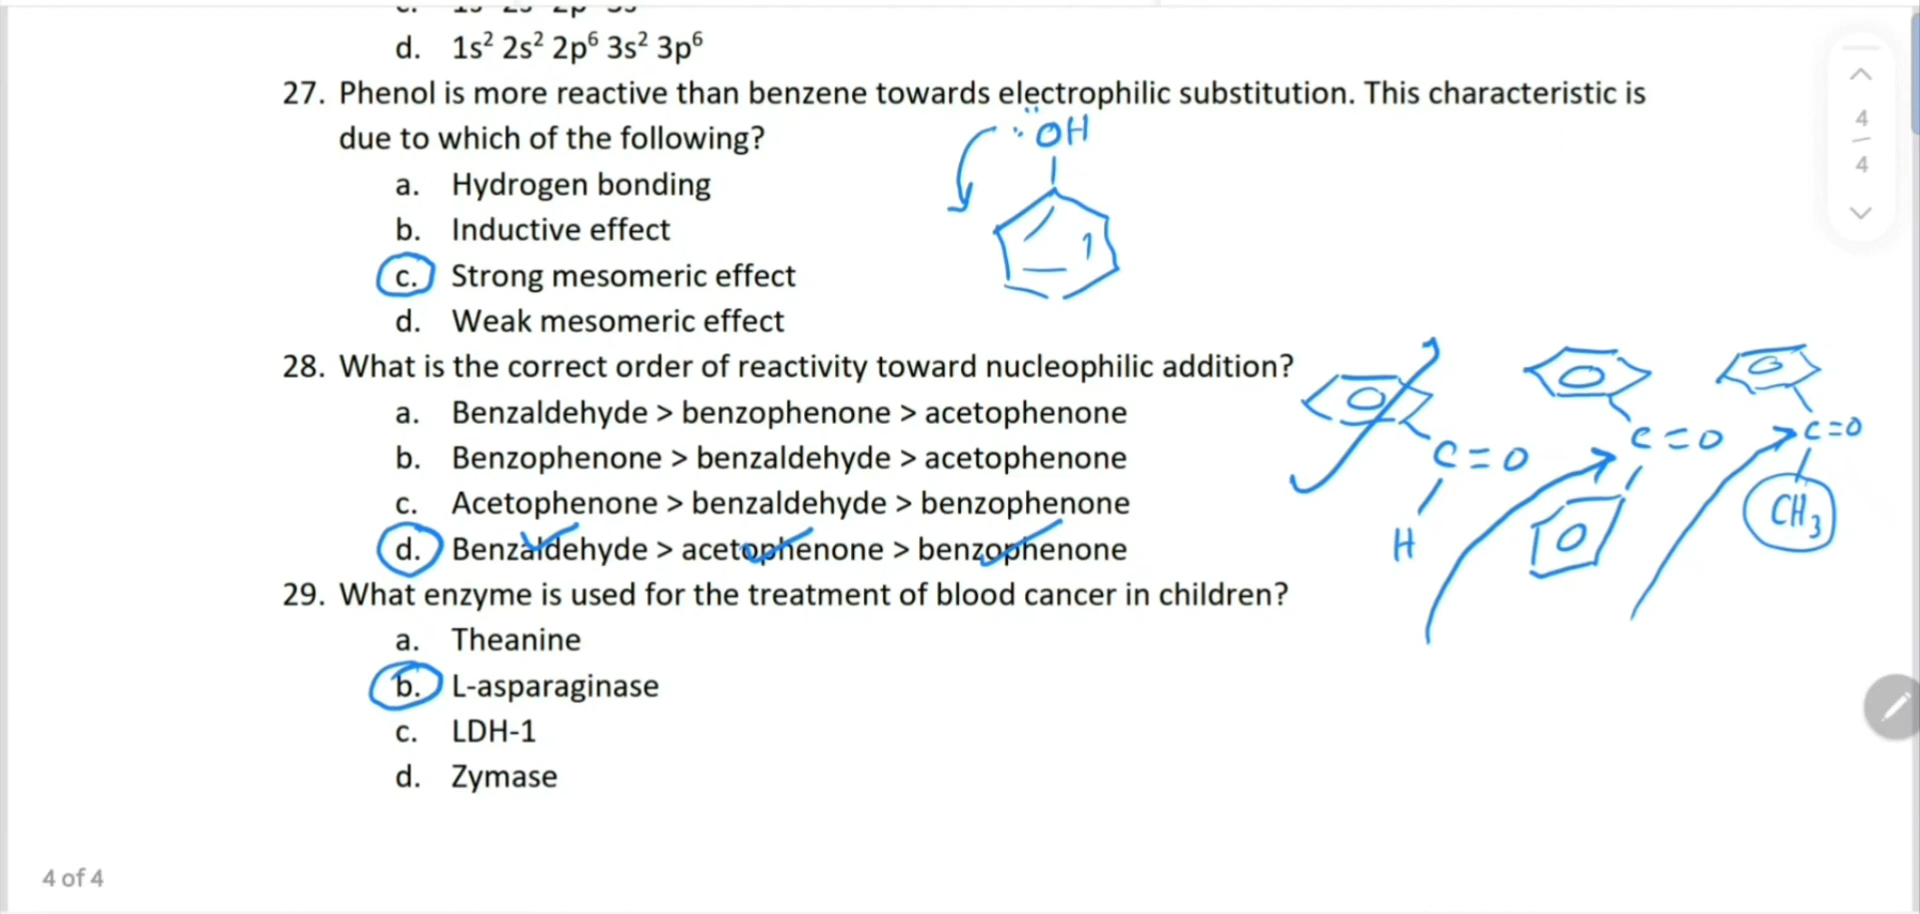 d. 1s² 2s² 2p⁶ 3s² 3p⁶
27. Phenol is more reactive than benzene towards electrophilic substitution. This characteristic is
due to which of the following?
OH
a. Hydrogen bonding
b. Inductive effect
c. Strong mesomeric effect
d. Weak mesomeric effect
28. What is the correct order of reactivity toward nucleophilic addition?
a. Benzaldehyde > benzophenone > acetophenone
b. Benzophenone > benzaldehyde > acetophenone
c. Acetophenone > benzaldehyde > benzophenone
d. Benzaldehyde > acetophenone > benzophenone
C=O
H
C=O
C=O
CH₃
29. What enzyme is used for the treatment of blood cancer in children?
a. Theanine
b. L-asparaginase
c. LDH-1
d. Zymase
4 of 4
4
4